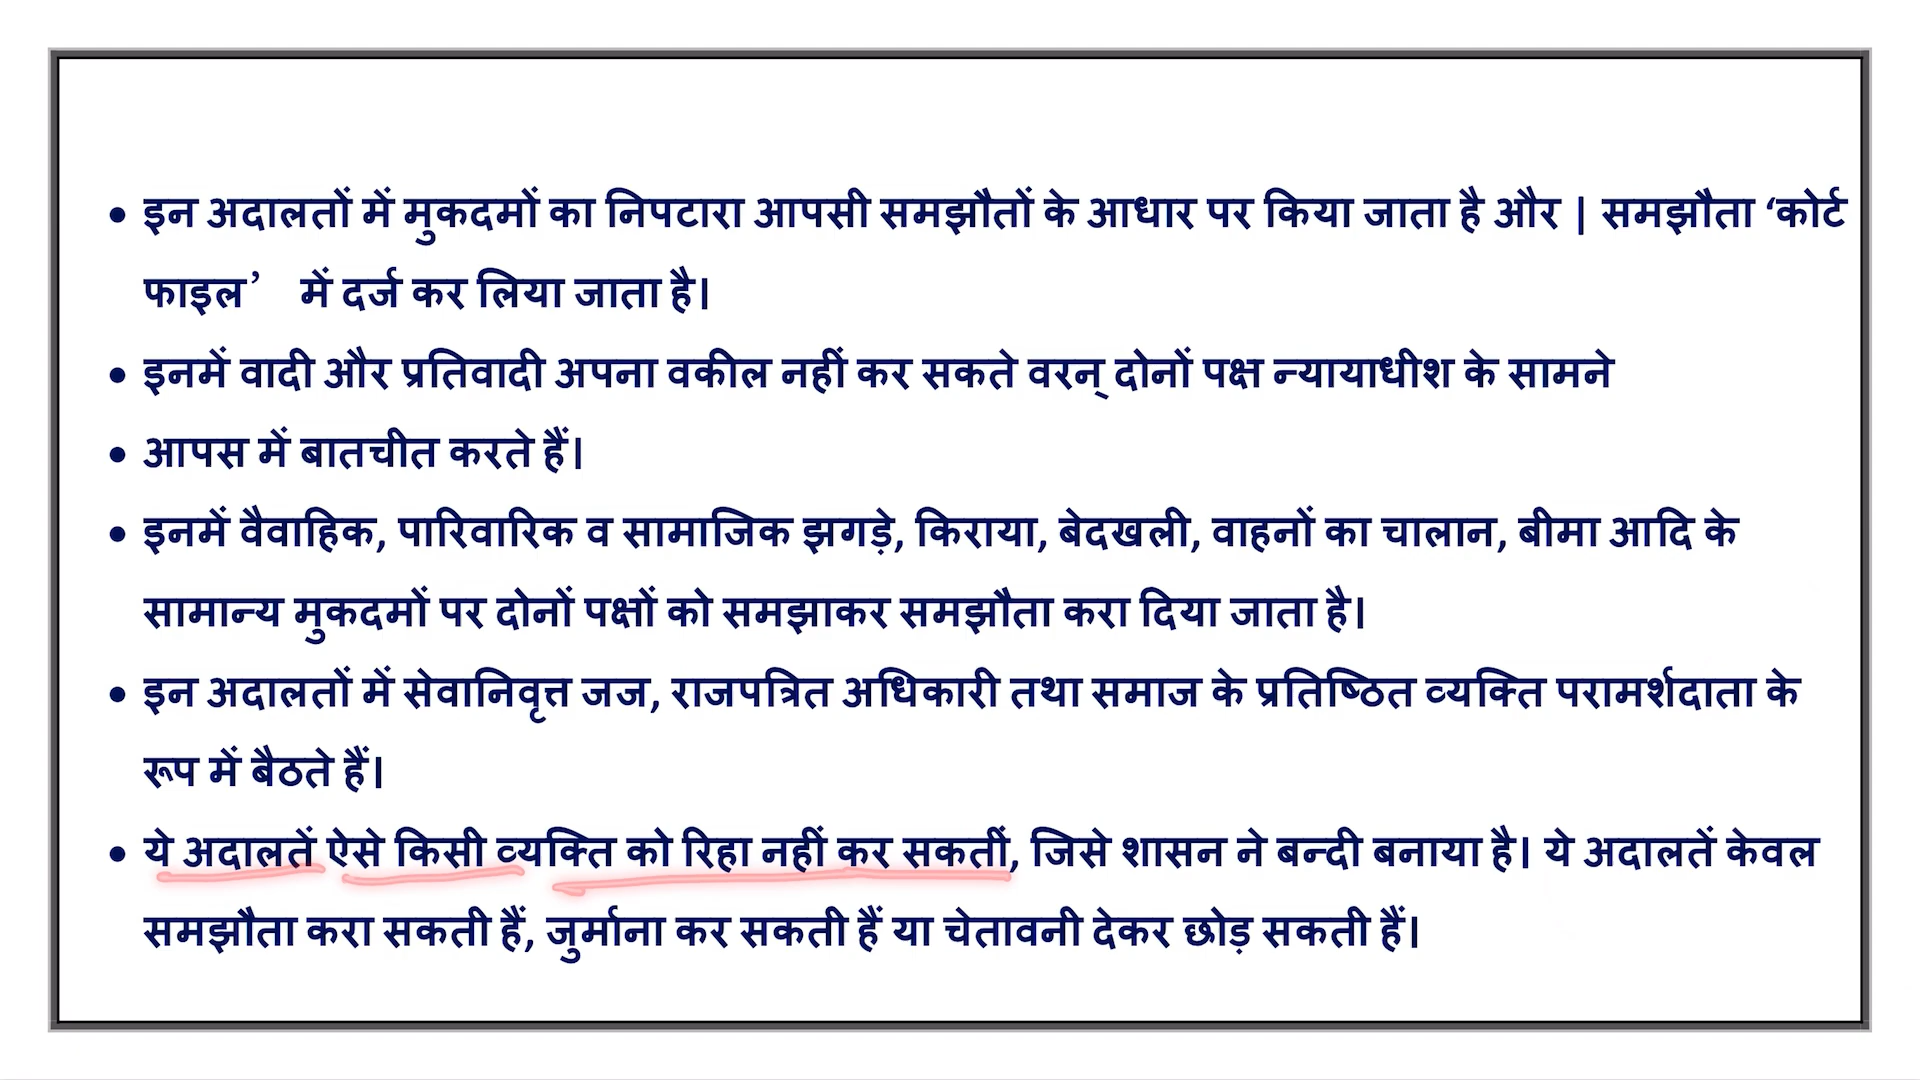 • इन अदालतों में मुकदमों का निपटारा आपसी समझौतों के आधार पर किया जाता है और | समझौता ‘कोर्ट
फाइल’ में दर्ज कर लिया जाता है।
• इनमें वादी और प्रतिवादी अपना वकील नहीं कर सकते वरन् दोनों पक्ष न्यायाधीश के सामने
• आपस में बातचीत करते हैं।
• इनमें वैवाहिक, पारिवारिक व सामाजिक झगड़े, किराया, बेदखली, वाहनों का चालान, बीमा आदि के
सामान्य मुकदमों पर दोनों पक्षों को समझाकर समझौता करा दिया जाता है।
• इन अदालतों में सेवानिवृत्त जज, राजपत्रित अधिकारी तथा समाज के प्रतिष्ठित व्यक्ति परामर्शदाता के
रूप में बैठते हैं।
• ये अदालतें ऐसे किसी व्यक्ति को रिहा नहीं कर सकतीं, जिसे शासन ने बन्दी बनाया है। ये अदालतें केवल
समझौता करा सकती हैं, जुर्माना कर सकती हैं या चेतावनी देकर छोड़ सकती हैं।